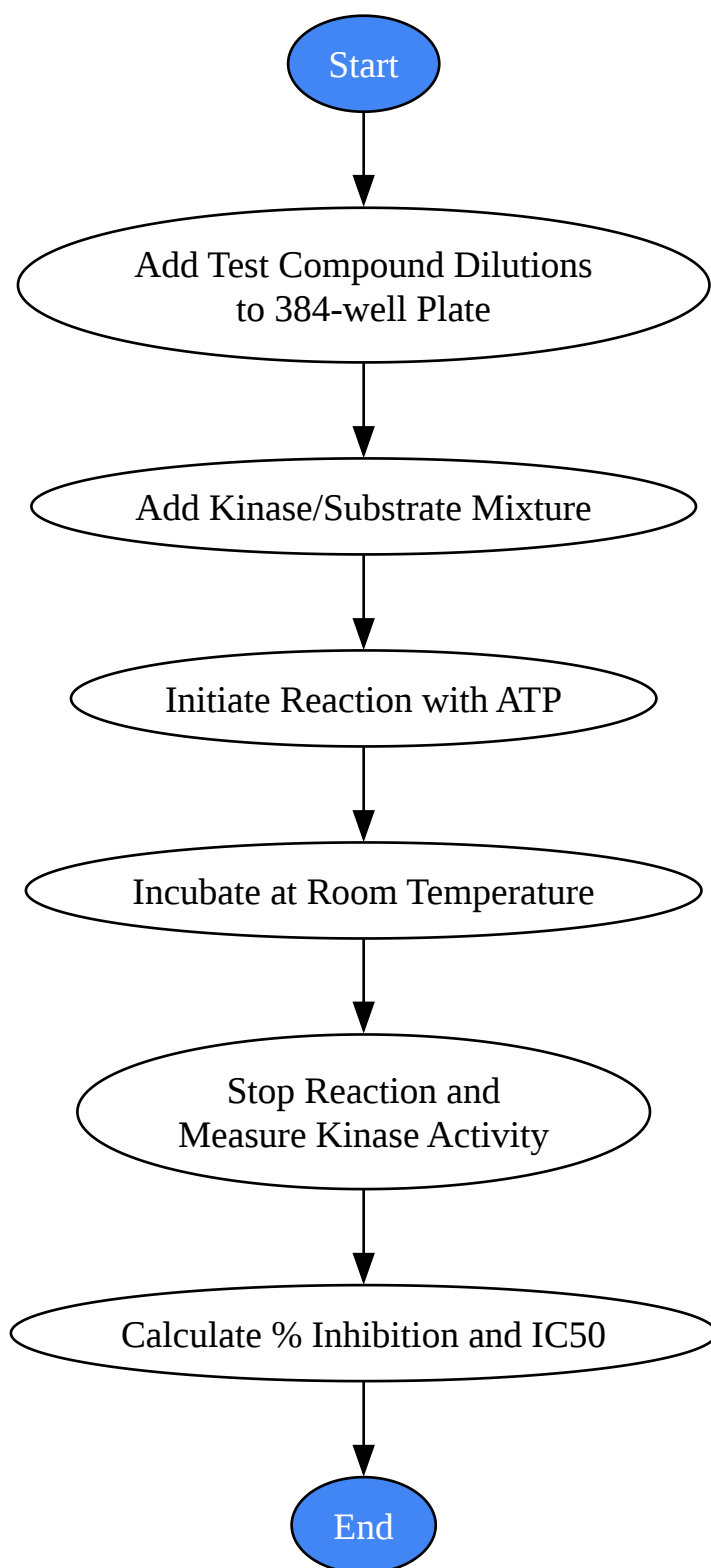 Start
Add Test Compound Dilutions
to 384-well Plate
Add Kinase/Substrate Mixture
Initiate Reaction with ATP
Incubate at Room Temperature
Stop Reaction and
Measure Kinase Activity
Calculate % Inhibition and IC50
End